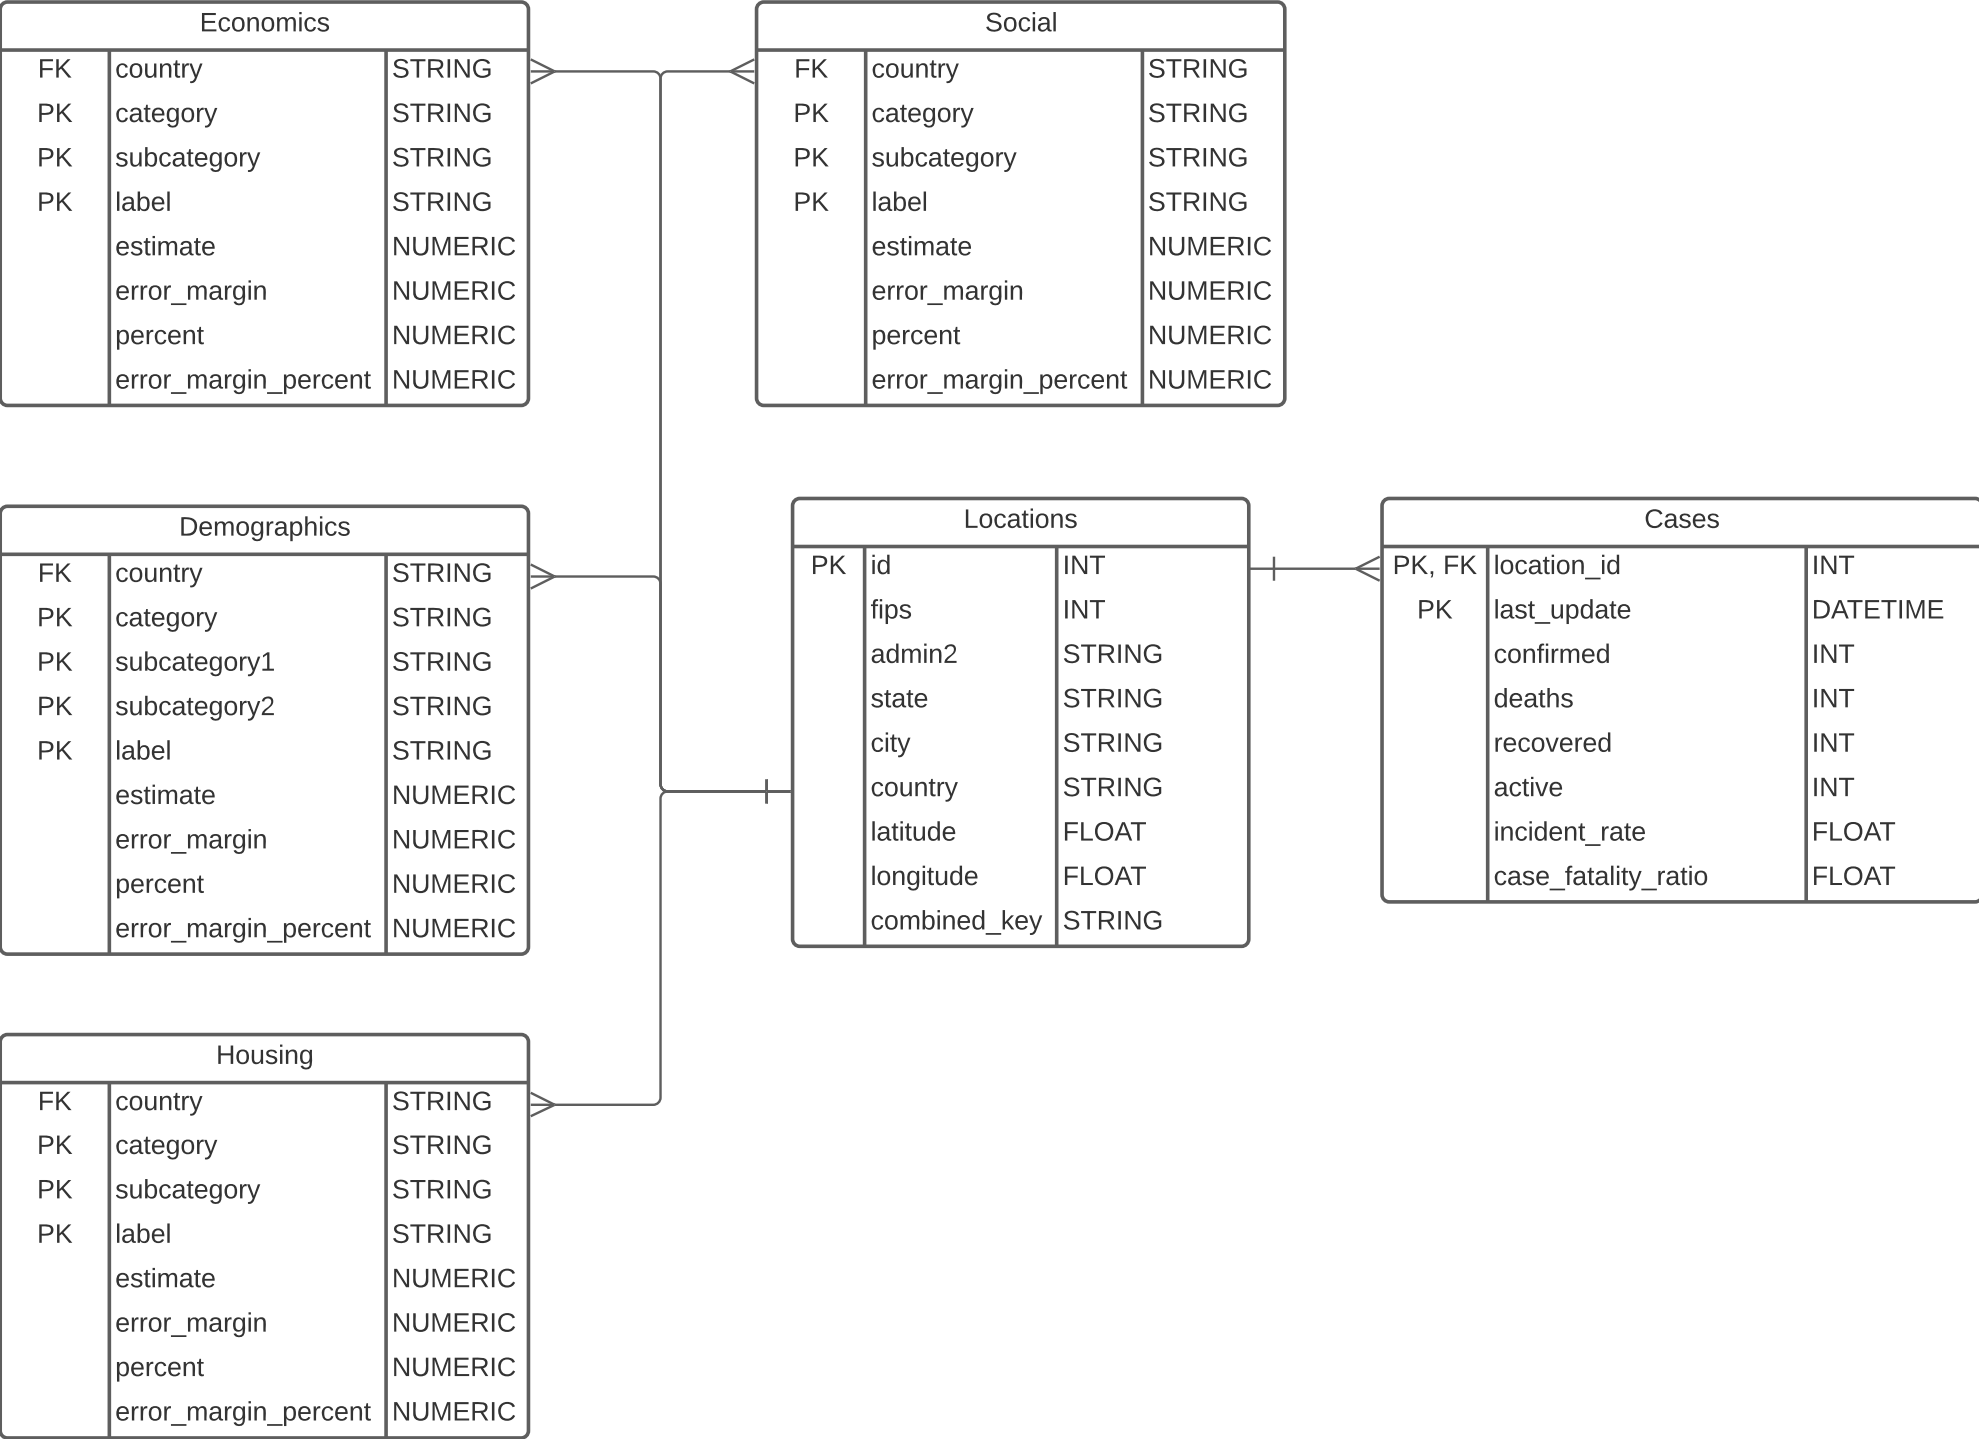 Economics
FK country STRING
PK category STRING
PK subcategory STRING
PK label STRING
estimate NUMERIC
error_margin NUMERIC
percent NUMERIC
error_margin_percent NUMERIC
Social
FK country STRING
PK category STRING
PK subcategory STRING
PK label STRING
estimate NUMERIC
error_margin NUMERIC
percent NUMERIC
error_margin_percent NUMERIC
Demographics
FK country STRING
PK category STRING
PK subcategory1 STRING
PK subcategory2 STRING
PK label STRING
estimate NUMERIC
error_margin NUMERIC
percent NUMERIC
error_margin_percent NUMERIC
Locations
PK id INT
fips INT
admin2 STRING
state STRING
city STRING
country STRING
latitude FLOAT
longitude FLOAT
combined_key STRING
Cases
PK, FK location_id INT
PK last_update DATETIME
confirmed INT
deaths INT
recovered INT
active INT
incident_rate FLOAT
case_fatality_ratio FLOAT
Housing
FK country STRING
PK category STRING
PK subcategory STRING
PK label STRING
estimate NUMERIC
error_margin NUMERIC
percent NUMERIC
error_margin_percent NUMERIC